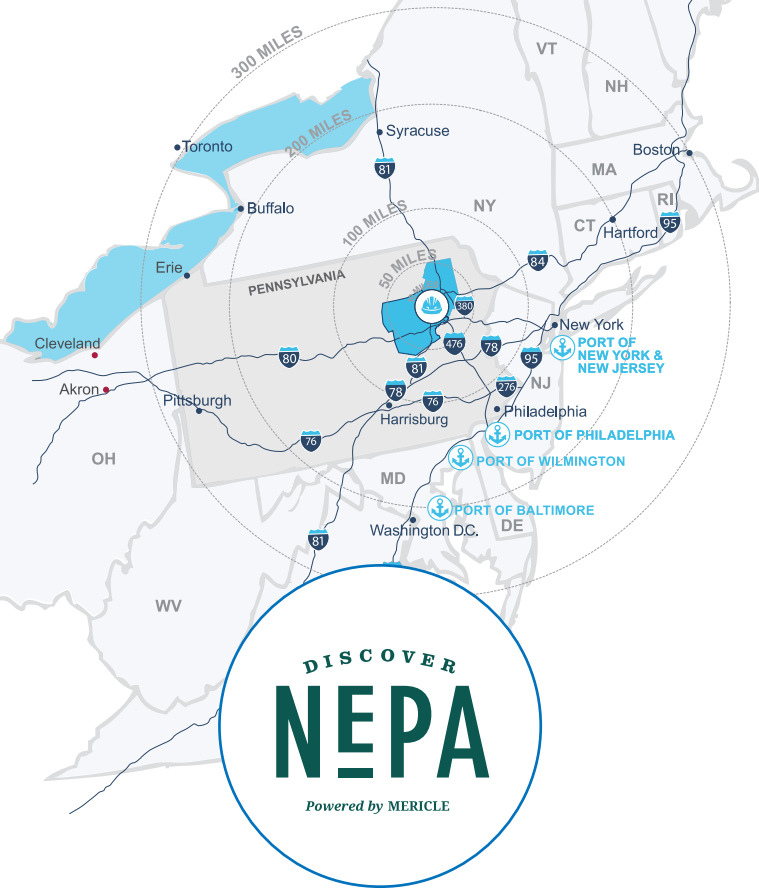 300 MILES
VT
NH
200 MILES
Syracuse
Toronto
Boston
81
MA
NY
RI
Buffalo
100 MILES
CT
Hartford
95
50 MILES
84
Erie
PENNSYLVANIA
380
New York
Cleveland
476
78
PORT OF
NEW YORK &
NEW JERSEY
80
95
81
Akron
78
276
NJ
Pittsburgh
76
Philadelphia
Harrisburg
76
PORT OF PHILADELPHIA
OH
PORT OF WILMINGTON
MD
PORT OF BALTIMORE
Washington D.C.
DE
81
WV
DISCOVER
NEPA
Powered by MERICLE